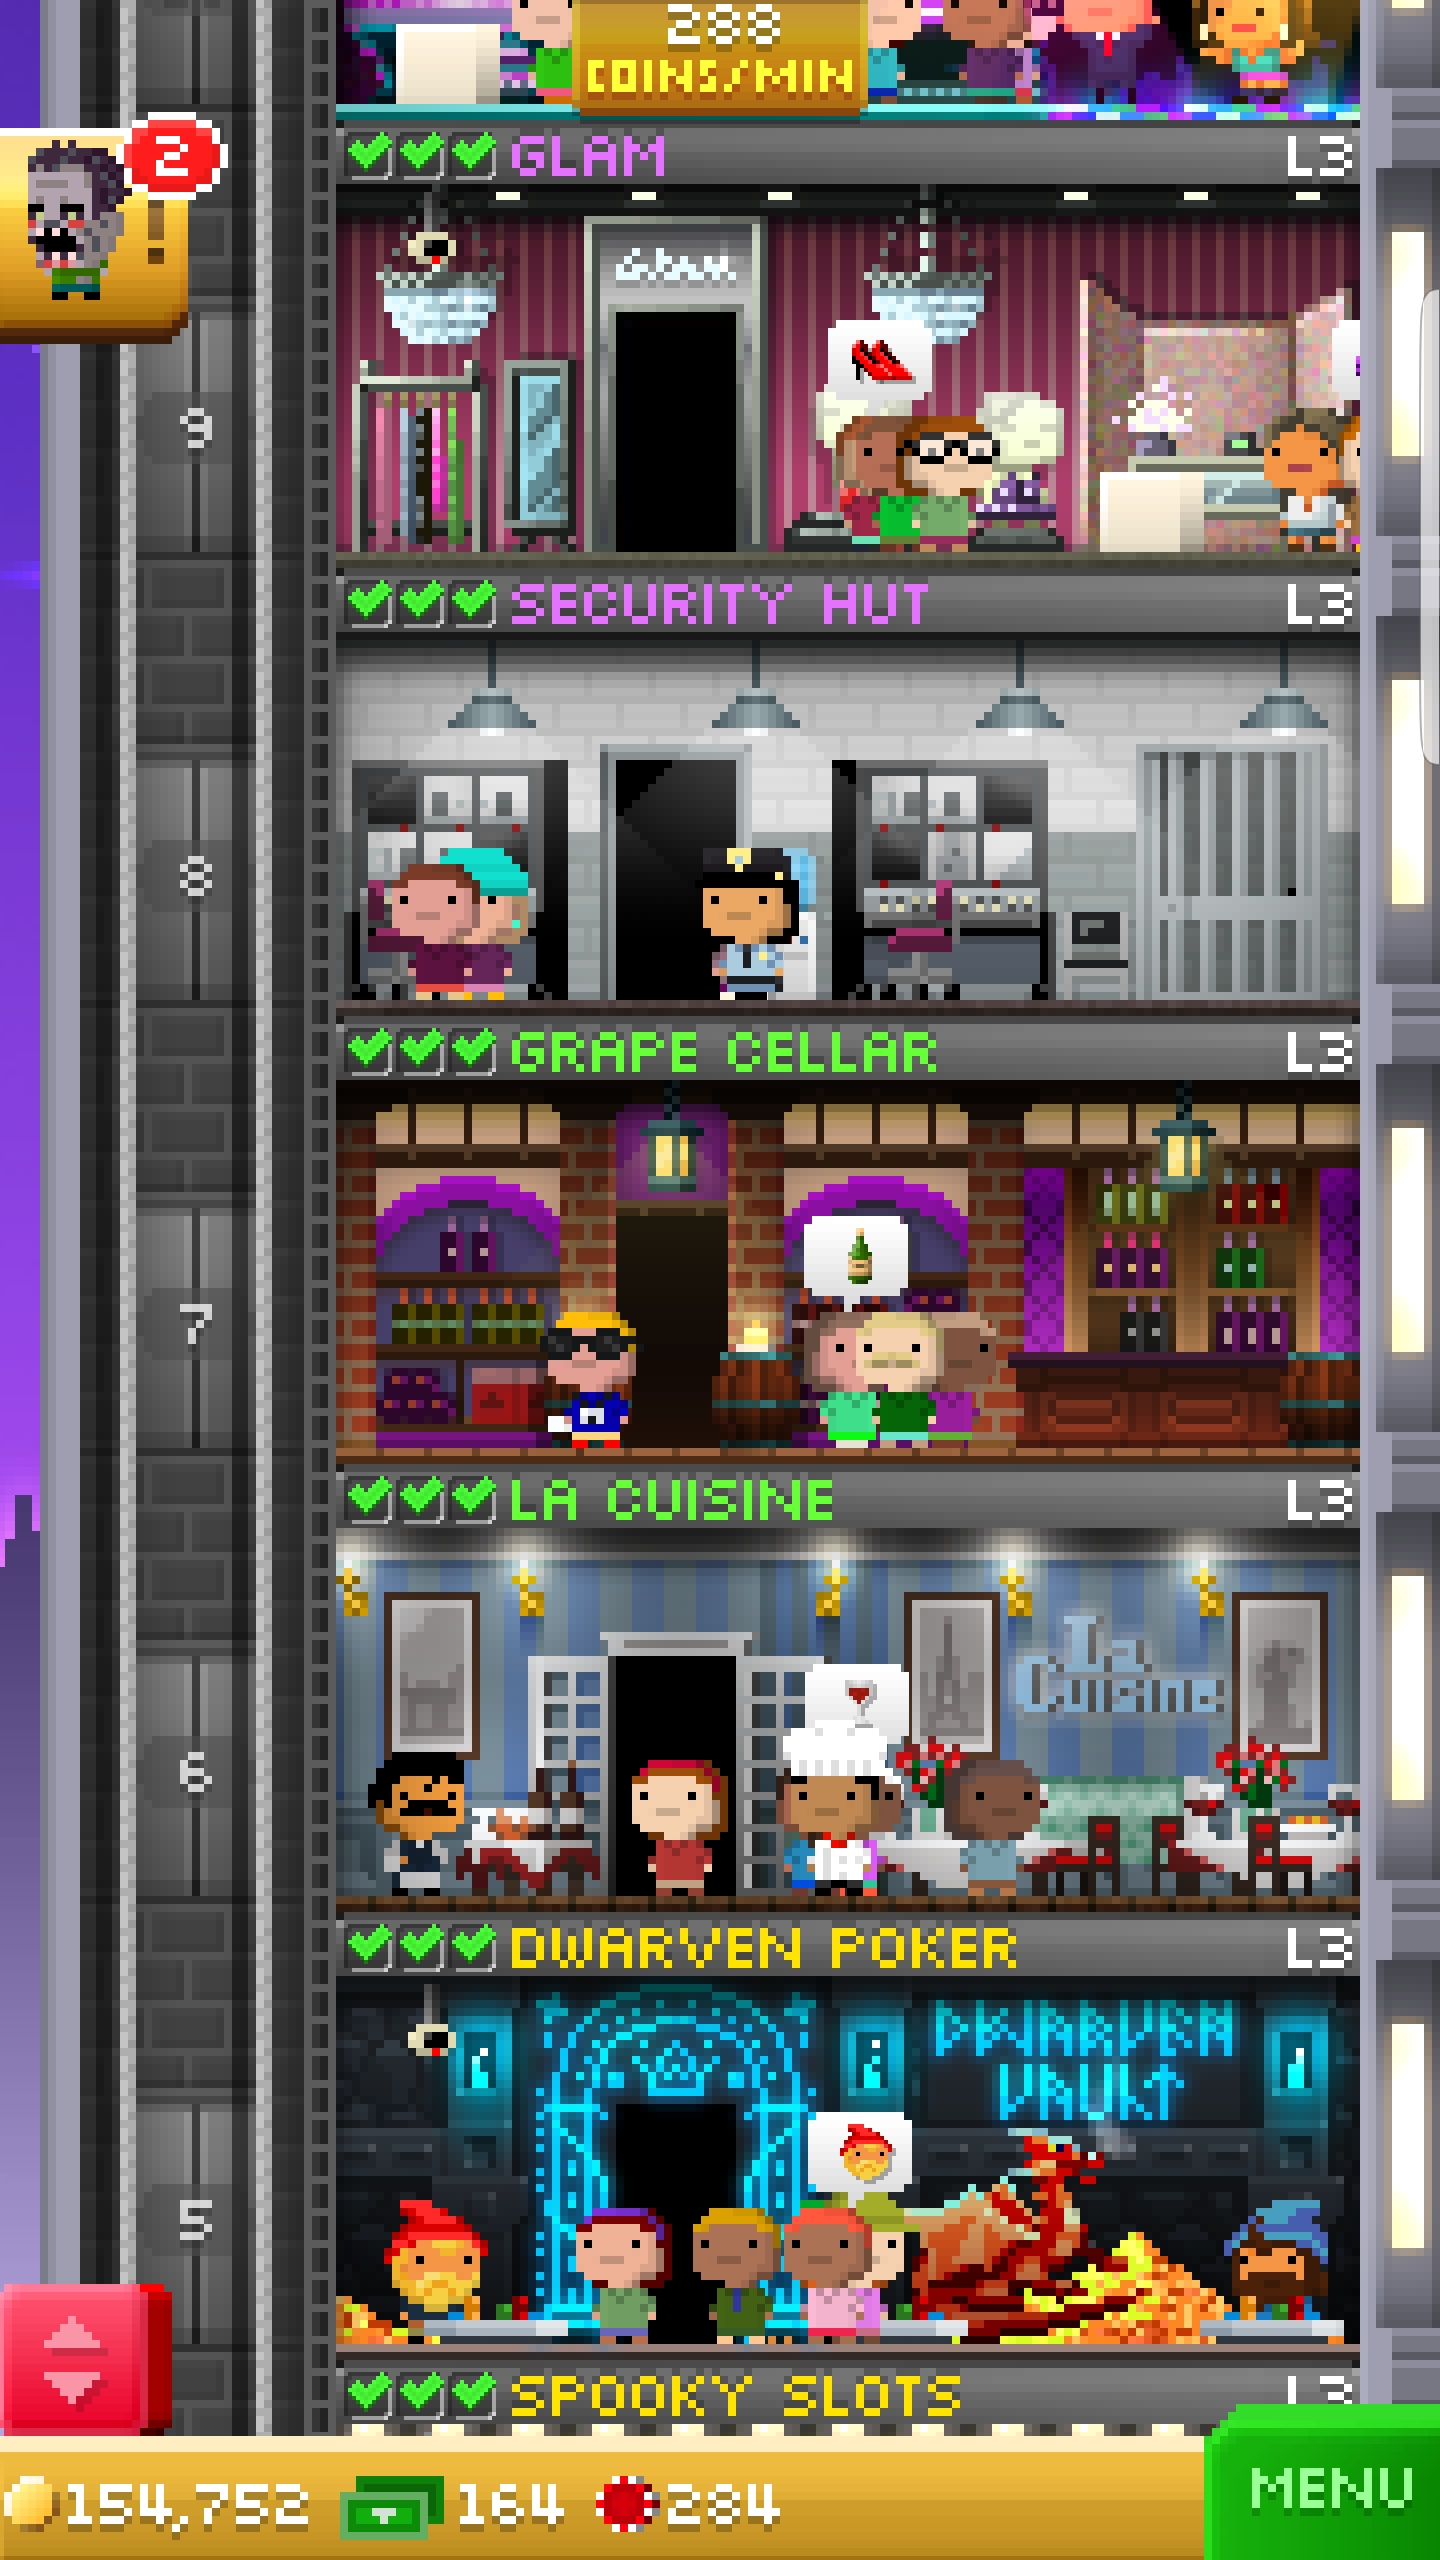 288
COINS/MIN
GLAM L3
2
!
Glam
9
SECURITY HUT L3
8
GRAPE CELLAR L3
7
LA CUISINE L3
La
Cuisine
6
DWARVEN POKER L3
DWARVEN
VAULT
5
SPOOKY SLOTS L3
154,752 164 284
MENU